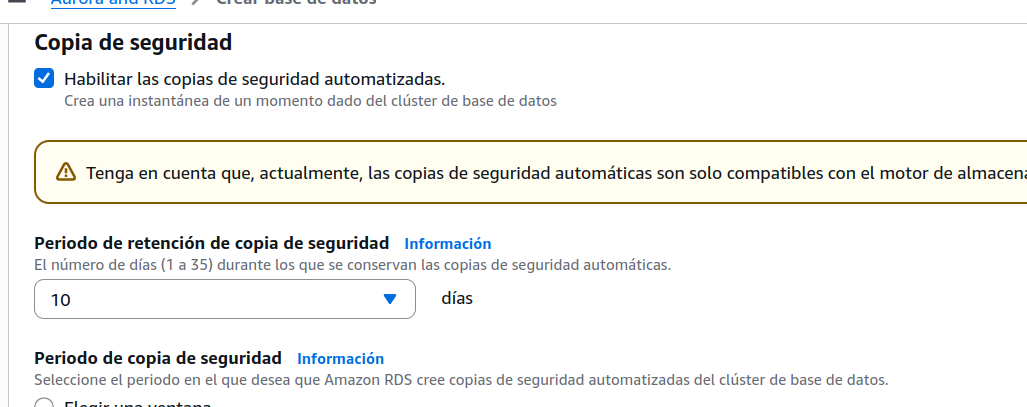 Aurora and RDS > Crear base de datos
Copia de seguridad
Habilitar las copias de seguridad automatizadas.
Crea una instantánea de un momento dado del clúster de base de datos
Tenga en cuenta que, actualmente, las copias de seguridad automáticas son solo compatibles con el motor de almacena
Periodo de retención de copia de seguridad Información
El número de días (1 a 35) durante los que se conservan las copias de seguridad automáticas.
10 días
Periodo de copia de seguridad Información
Seleccione el periodo en el que desea que Amazon RDS cree copias de seguridad automatizadas del clúster de base de datos.
Elegir una ventana